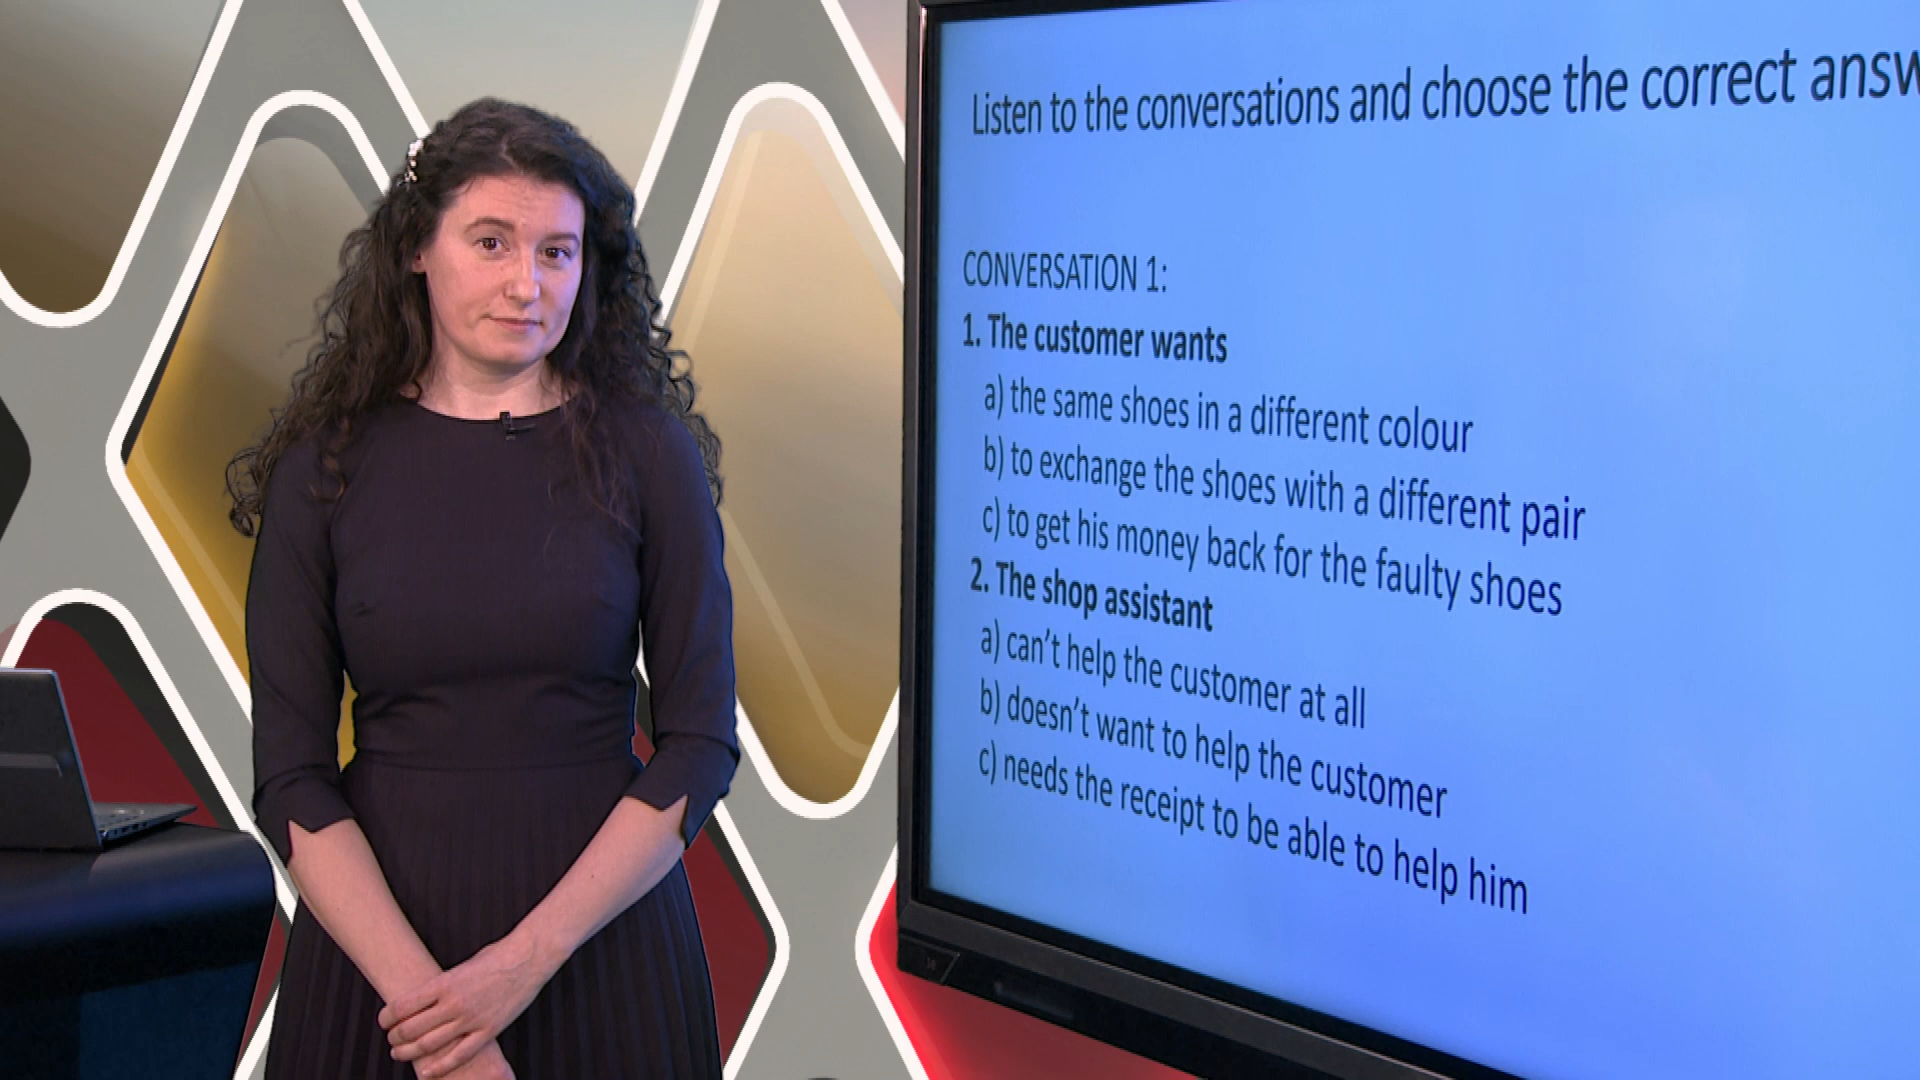 Listen to the conversations and choose the correct
CONVERSATION 1:
1. The customer wants
a) the same shoes in a different colour
b) to exchange the shoes with a different pair
c) to get his money back for the faulty shoes
2. The shop assistant
a) can't help the customer at all
b) doesn't want to help the customer
c) needs the receipt to be able to help him